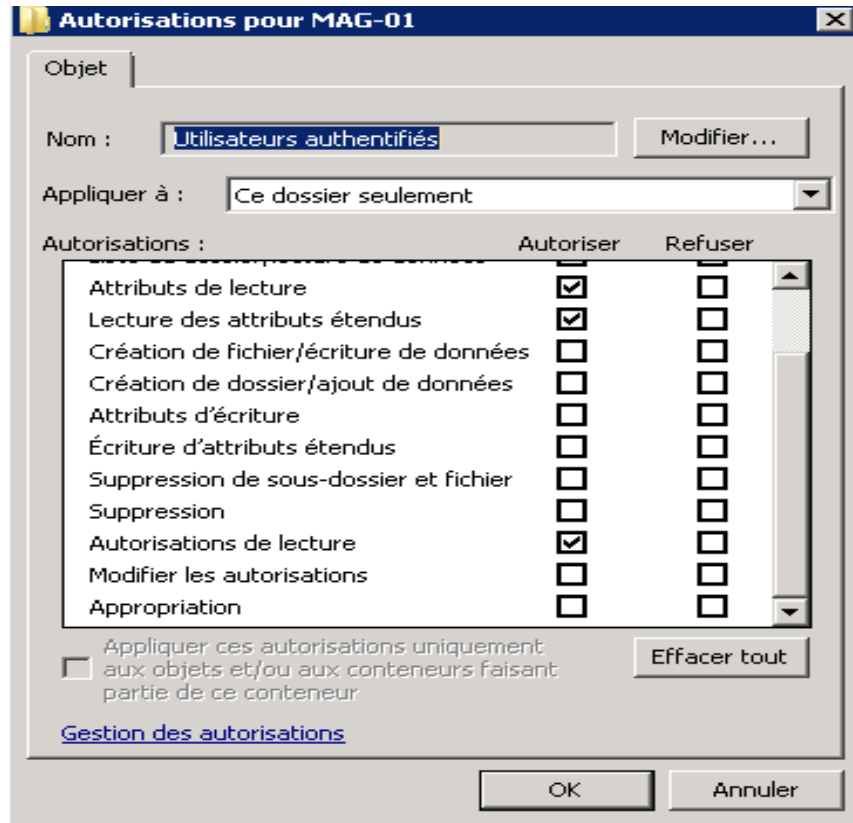 Autorisations pour MAG-01
Objet
Nom : Utilisateurs authentifiés Modifier...
Appliquer à : Ce dossier seulement
Autorisations : Autoriser Refuser
Attributs de lecture
Lecture des attributs étendus
Création de fichier/écriture de données
Création de dossier/ajout de données
Attributs d’écriture
Écriture d’attributs étendus
Suppression de sous-dossier et fichier
Suppression
Autorisations de lecture
Modifier les autorisations
Appropriation
Appliquer ces autorisations uniquement
aux objets et/ou aux conteneurs faisant
partie de ce conteneur
Effacer tout
Gestion des autorisations
OK Annuler